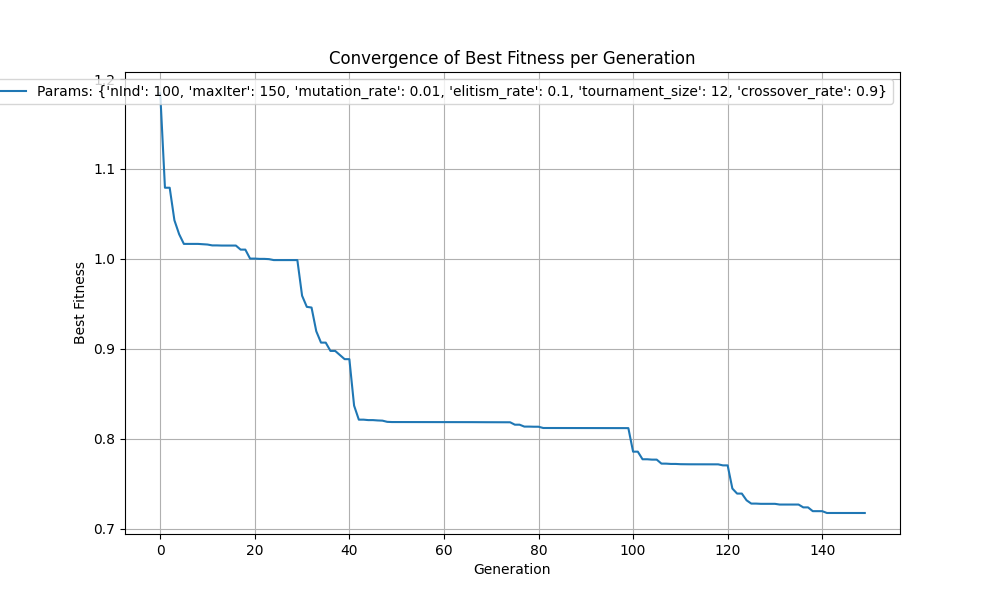 Convergence of Best Fitness per Generation
Params: {'nInd': 100, 'maxIter': 150, 'mutation_rate': 0.01, 'elitism_rate': 0.1, 'tournament_size': 12, 'crossover_rate': 0.9}
1.2
1.1
1.0
0.9
0.8
0.7
Best Fitness
0 20 40 60 80 100 120 140
Generation